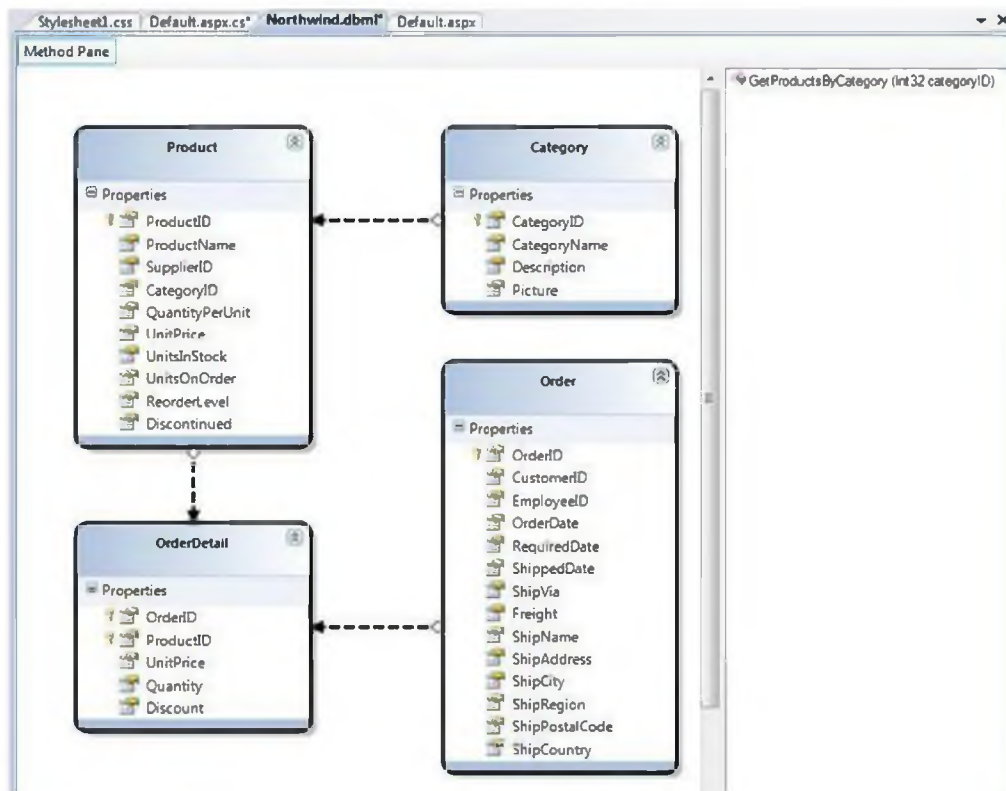 Stylesheet1.css Default.aspx.cs* Northwind.dbml* Default.aspx
Method Pane
GetProductsByCategory (Int32 categoryID)
Product
Properties
ProductID
ProductName
SupplierID
CategoryID
QuantityPerUnit
UnitPrice
UnitsInStock
UnitsOnOrder
ReorderLevel
Discontinued
Category
Properties
CategoryID
CategoryName
Description
Picture
OrderDetail
Properties
OrderID
ProductID
UnitPrice
Quantity
Discount
Order
Properties
OrderID
CustomerID
EmployeeID
OrderDate
RequiredDate
ShippedDate
ShipVia
Freight
ShipName
ShipAddress
ShipCity
ShipRegion
ShipPostalCode
ShipCountry